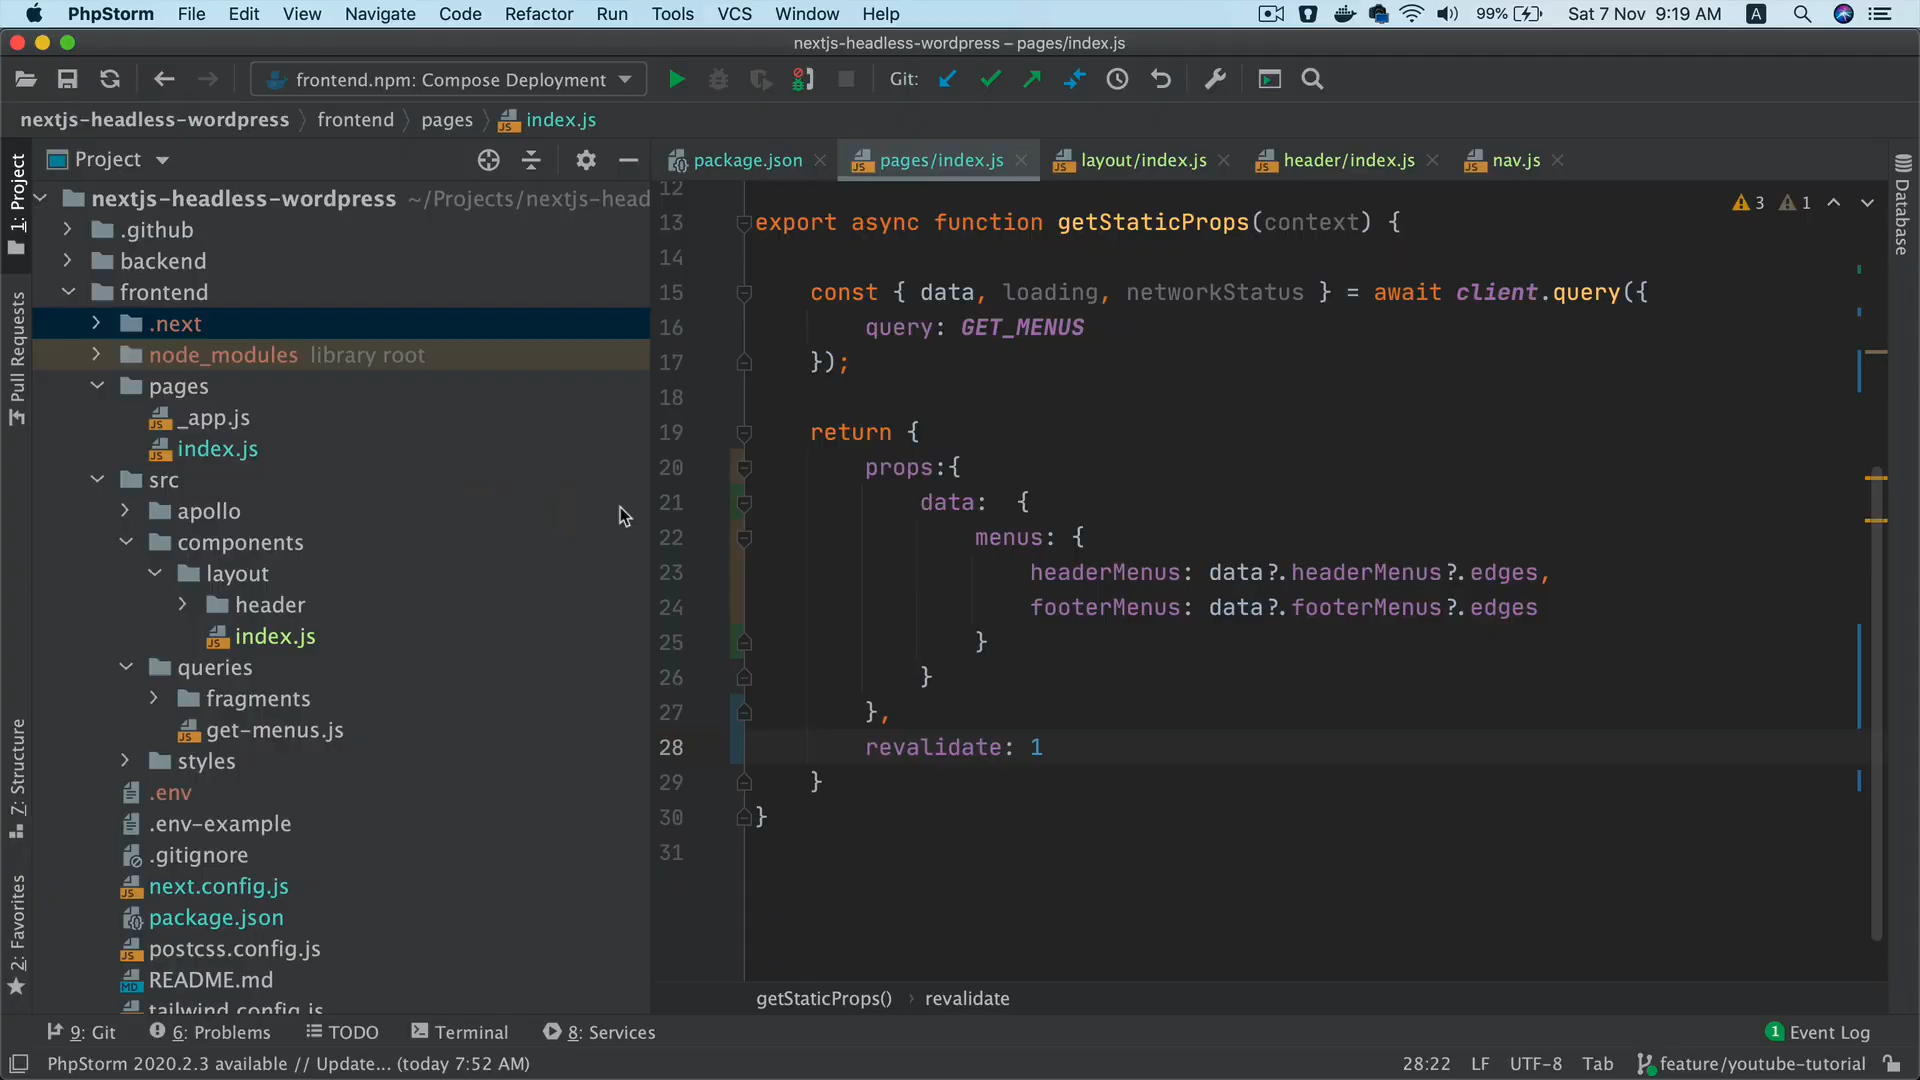 PhpStorm File Edit View Navigate Code Refactor Run Tools VCS Window Help 99% Sat 7 Nov 9:19 AM A
nextjs-headless-wordpress – pages/index.js
frontend.npm: Compose Deployment Git:
nextjs-headless-wordpress frontend pages index.js
Project package.json pages/index.js layout/index.js header/index.js nav.js
1: Project
Pull Requests
7: Structure
2: Favorites
nextjs-headless-wordpress ~/Projects/nextjs-head
.github
backend
frontend
.next
node_modules library root
pages
_app.js
index.js
src
apollo
components
layout
header
index.js
queries
fragments
get-menus.js
styles
.env
.env-example
.gitignore
next.config.js
package.json
postcss.config.js
README.md
tailwind.config.js
12
13 export async function getStaticProps(context) {
14
15 const { data, loading, networkStatus } = await client.query({
16 query: GET_MENUS
17 });
18
19 return {
20 props:{
21 data: {
22 menus: {
23 headerMenus: data?.headerMenus?.edges,
24 footerMenus: data?.footerMenus?.edges
25 }
26 }
27 },
28 revalidate: 1
29 }
30 }
31
3 1
Database
getStaticProps() › revalidate
9: Git 6: Problems TODO Terminal 8: Services 1 Event Log
PhpStorm 2020.2.3 available // Update... (today 7:52 AM) 28:22 LF UTF-8 Tab feature/youtube-tutorial